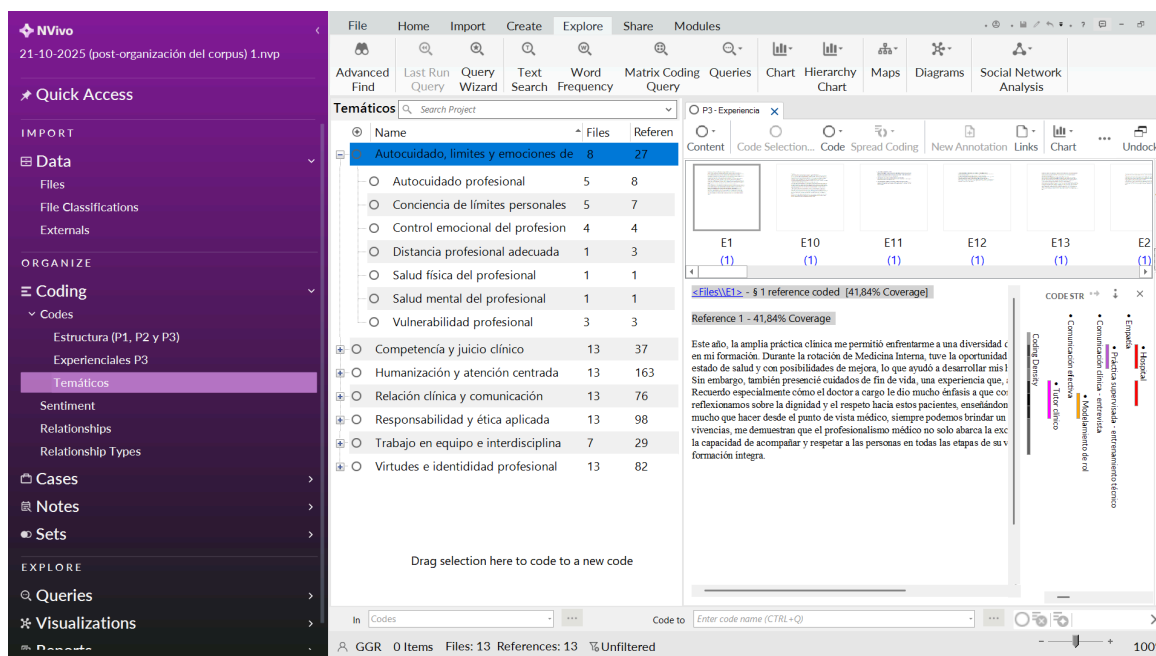 NVivo
21-10-2025 (post-organización del corpus) 1.nvp
Quick Access
IMPORT
Data
Files
File Classifications
Externals
ORGANIZE
Coding
Codes
Estructura (P1, P2 y P3)
Experienciales P3
Temáticos
Sentiment
Relationships
Relationship Types
Cases
Notes
Sets
EXPLORE
Queries
Visualizations
File Home Import Create Explore Share Modules
Advanced Find
Last Run Query
Query Wizard
Text Search
Word Frequency
Matrix Coding Query
Queries
Chart
Hierarchy Chart
Maps
Diagrams
Social Network Analysis
Temáticos Search Project
Name Files Referen
Autocuidado, límites y emociones de 8 27
Autocuidado profesional 5 8
Conciencia de límites personales 5 7
Control emocional del profesion 4 4
Distancia profesional adecuada 1 3
Salud física del profesional 1 1
Salud mental del profesional 1 1
Vulnerabilidad profesional 3 3
Competencía y juicio clínico 13 37
Humanización y atención centrada 13 163
Relación clínica y comunicación 13 76
Responsabilidad y ética aplicada 13 98
Trabajo en equipo e interdisciplina 7 29
Virtudes e identididad profesional 13 82
Drag selection here to code to a new code
P3 - Experiencia
Content Code Selection... Code Spread Coding New Annotation Links Chart Undock
E1 E10 E11 E12 E13 E2
(1) (1) (1) (1) (1) (1)
<Files\\E1> - § 1 reference coded [41,84% Coverage]
Reference 1 - 41,84% Coverage
Este año, la amplia práctica clínica me permitió enfrentarme a una diversidad
en mi formación. Durante la rotación de Medicina Interna, tuve la oportunidad
estado de salud y con posibilidades de mejora, lo que ayudó a desarrollar mis
Sin embargo, también presencié cuidados de fin de vida, una experiencia que,
Recuerdo especialmente cómo el doctor a cargo le dio mucho énfasis a que
reflexionamos sobre la dignidad y el respeto hacia estos pacientes, enseñándon
mucho que hacer desde el punto de vista médico, siempre podemos brindar un
vivencias, me demuestran que el profesionalismo médico no solo abarca la exc
la capacidad de acompañar y respetar a las personas en todas las etapas de su v
formación íntegra.
CODE STR
Coding Density
Comunicación efectiva
Tutor clínico
Comunicación clínica - entrevista
Modelamiento de rol
Práctica supervisada - entrenamiento técnico
Empatía
Hospital
In Codes
Code to Enter code name (CTRL+Q)
GGR 0 Items Files: 13 References: 13 Unfiltered
100